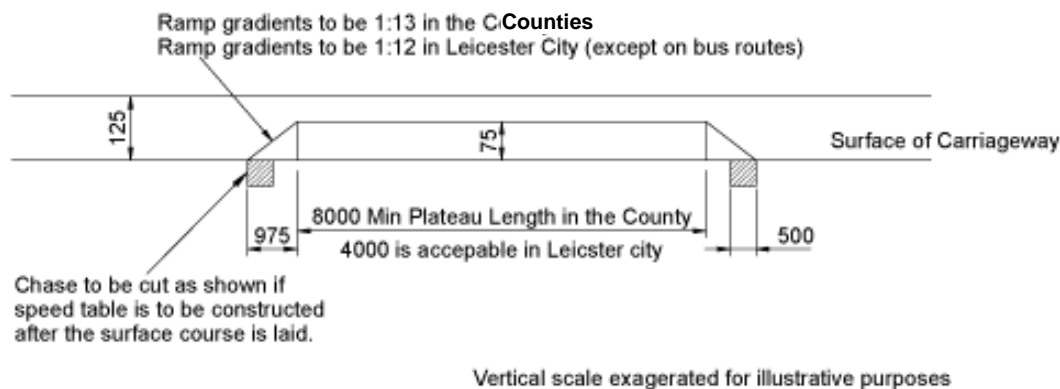 Ramp gradients to be 1:13 in the Counties
Ramp gradients to be 1:12 in Leicester City (except on bus routes)
125
75
Surface of Carriageway
8000 Min Plateau Length in the County
975
4000 is accepable in Leicster city
500
Chase to be cut as shown if
speed table is to be constructed
after the surface course is laid.
Vertical scale exagerated for illustrative purposes